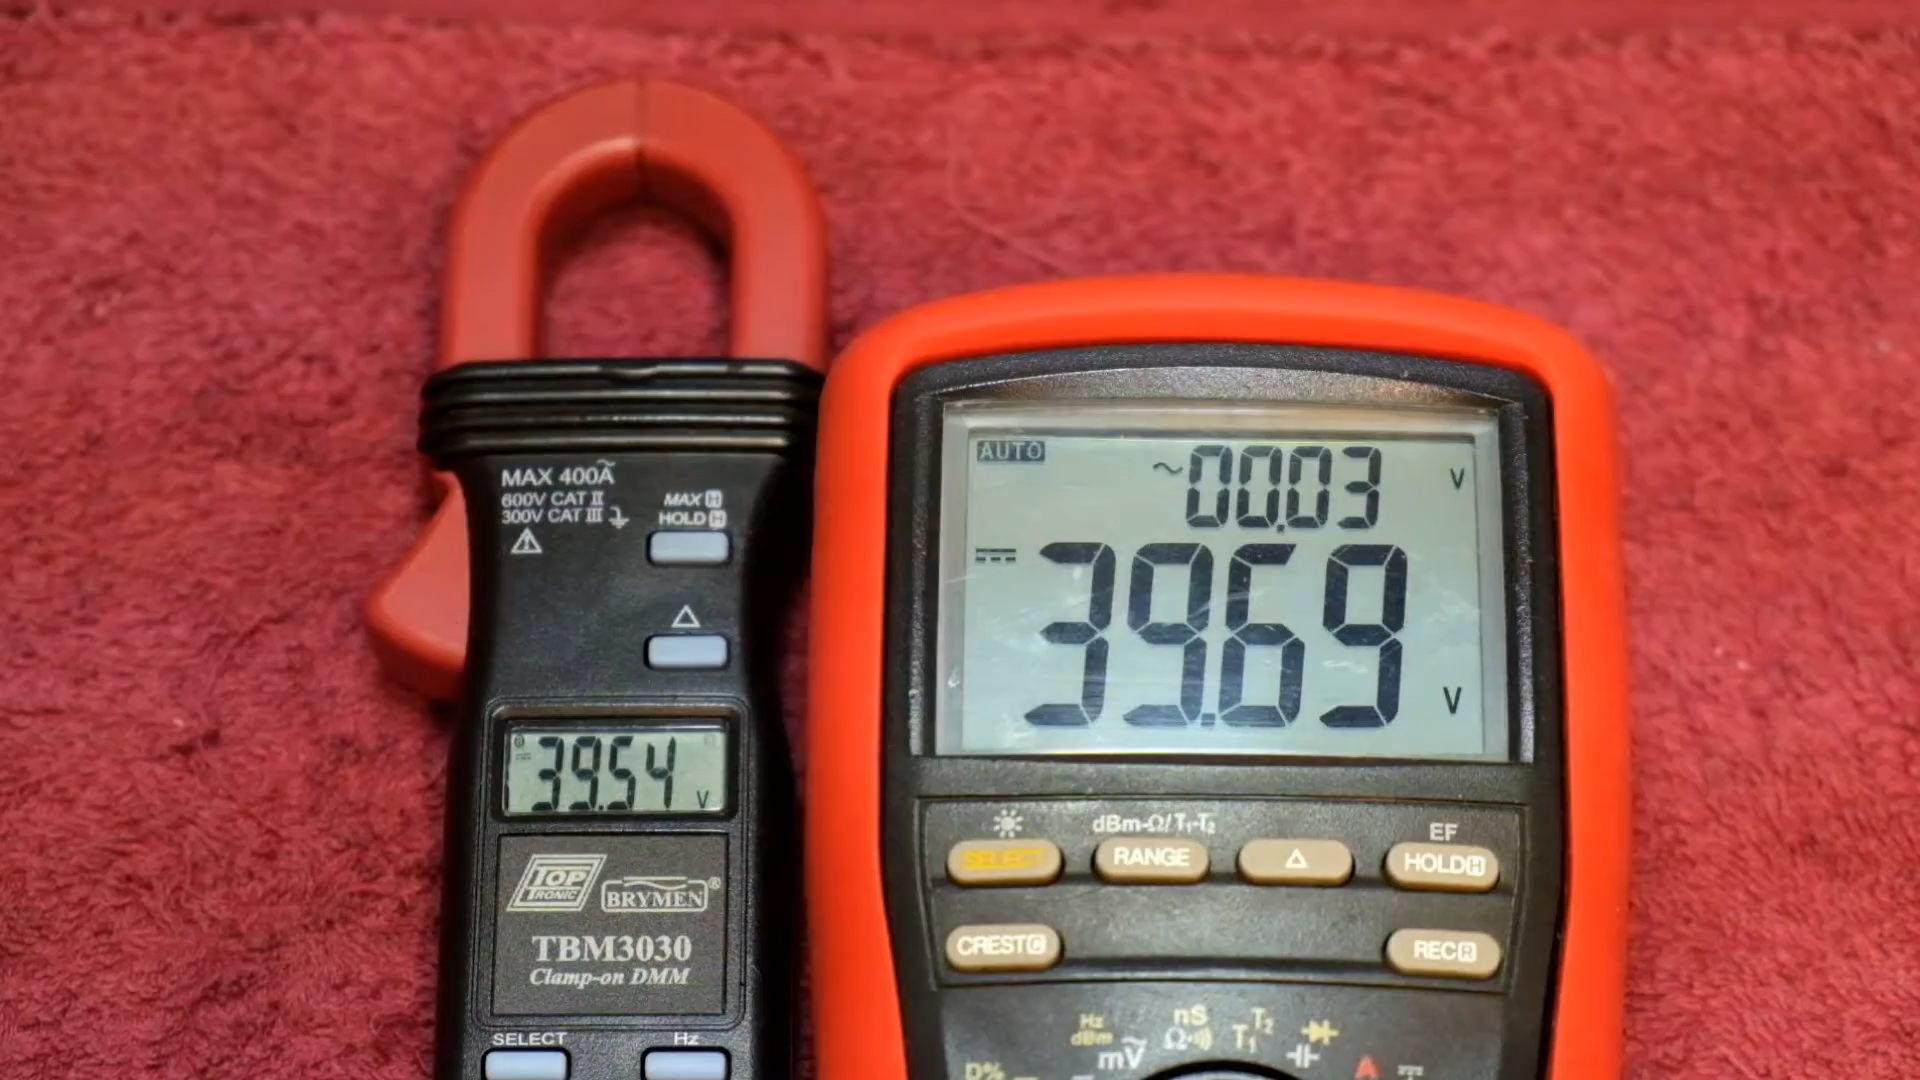 MAX 400A
600V CAT II
300V CAT III
MAX H
HOLD H
Δ
39.54 V
TOP TRONIC
BRYMEN®
TBM3030
Clamp-on DMM
SELECT
Hz
AUTO
~00.03 V
39.69 V
dBm-Ω/T1-T2
EF
SELECT
RANGE
Δ
HOLD H
CREST C
REC R
Hz
dBm
mV
nS
Ω
T1 T2
D%
A